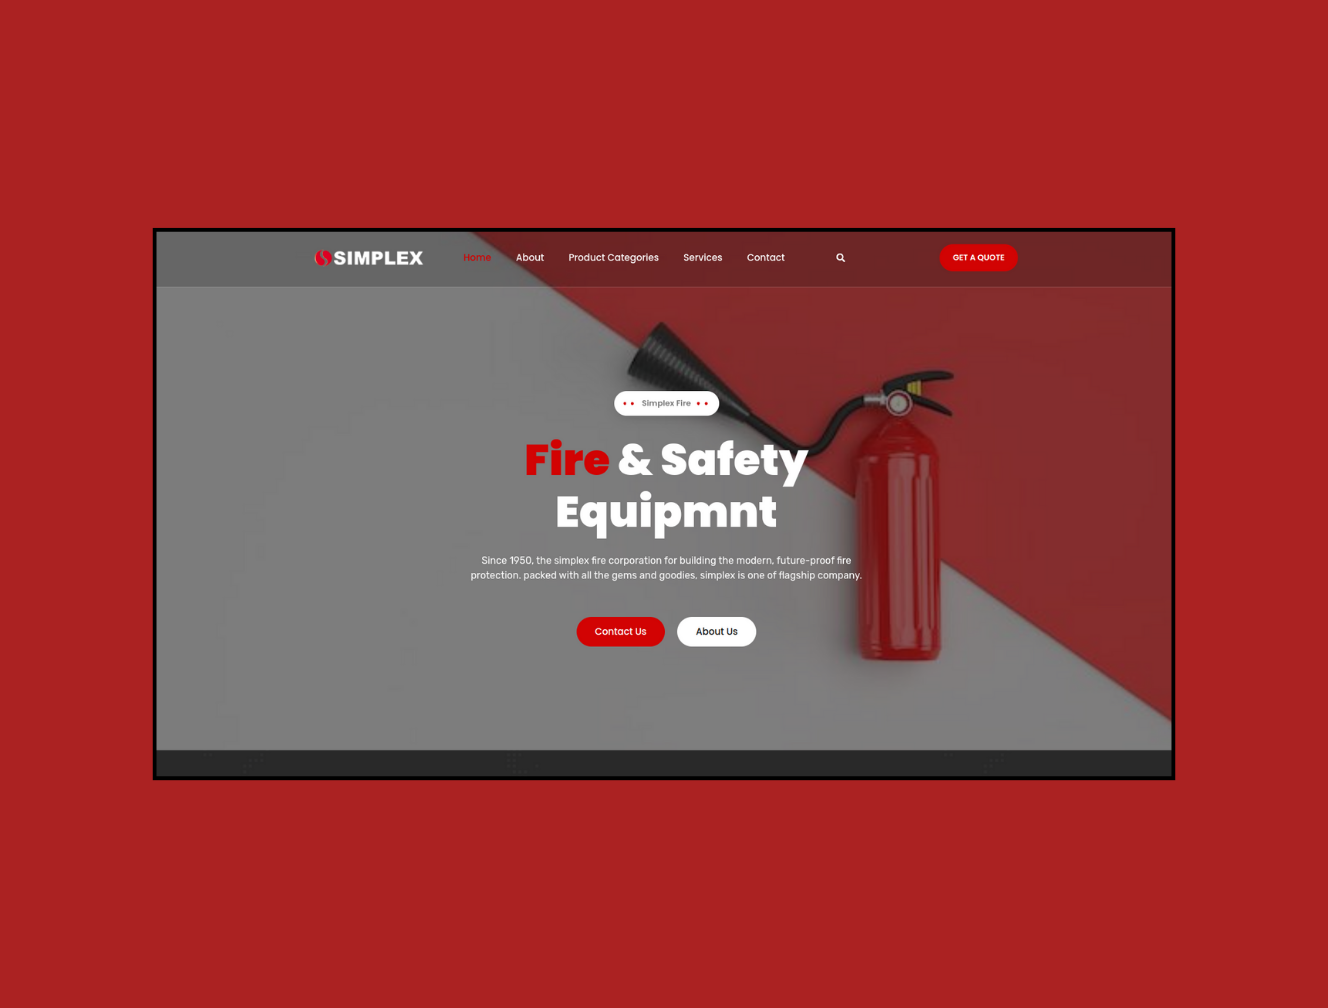 SIMPLEX
Home About Product Categories Services Contact
GET A QUOTE
Simplex Fire
Fire & Safety
Equipmnt
Since 1950, the simplex fire corporation for building the modern, future-proof fire
protection. packed with all the gems and goodies, simplex is one of flagship company.
Contact Us
About Us